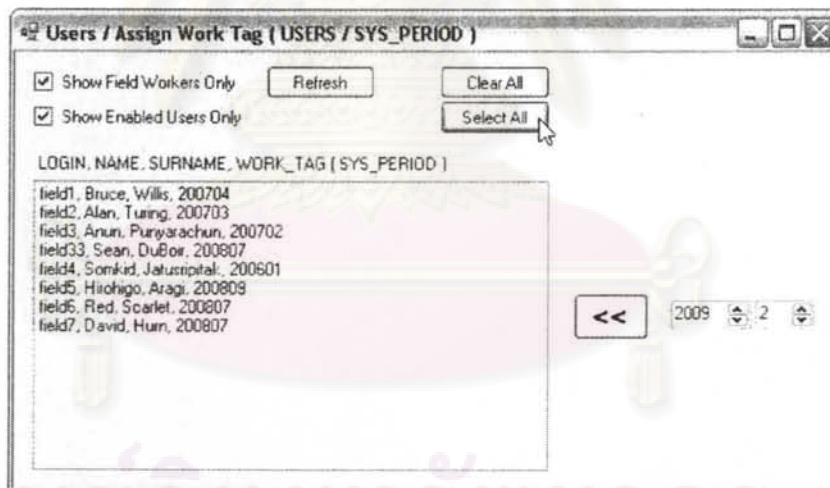 Users / Assign Work Tag ( USERS / SYS_PERIOD )
Show Field Workers Only Refresh Clear All
Show Enabled Users Only Select All
LOGIN, NAME, SURNAME, WORK_TAG ( SYS_PERIOD )
field1, Bruce, Willis, 200704
field2, Alan, Turing, 200703
field3, Anun, Punyarachun, 200702
field33, Sean, DuBoir, 200807
field4, Somkid, Jatusripitak, 200601
field5, Hirohigo, Aragi, 200809
field6, Red, Scarlet, 200807
field7, David, Hurn, 200807
<< 2009 2